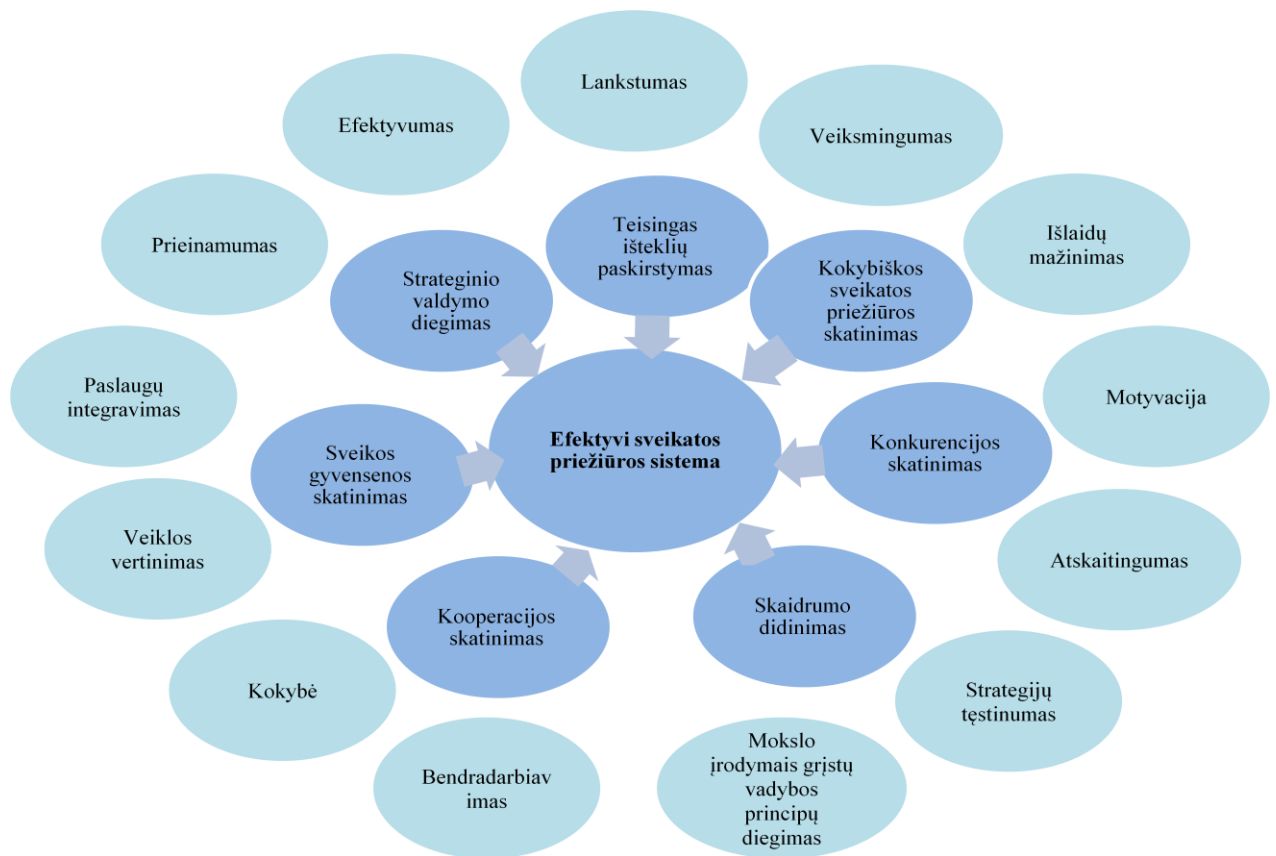 Lankstumas
Efektyvumas
Veiksmingumas
Prieinamumas
Išlaidų
mažinimas
Teisingas
išteklių
paskirstymas
Strateginio
valdymo
diegimas
Kokybiškos
sveikatos
priežiūros
skatinimas
Paslaugų
integravimas
Motyvacija
Efektyvi sveikatos
priežiūros sistema
Sveikos
gyvensenos
skatinimas
Konkurencijos
skatinimas
Veiklos
vertinimas
Atskaitingumas
Kooperacijos
skatinimas
Skaidrumo
didinimas
Kokybė
Strategijų
tęstinumas
Bendradarbiav
imas
Mokslo
įrodymais grįstų
vadybos
principų
diegimas